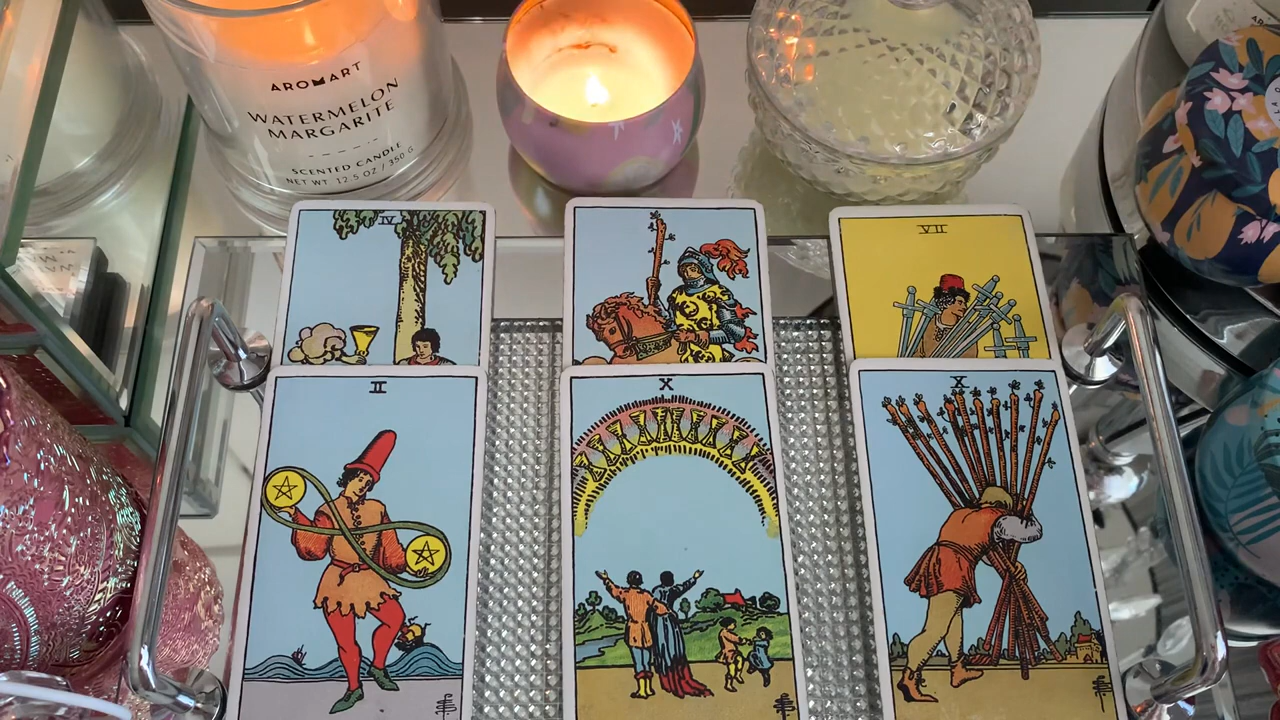 AROMART
WATERMELON
MARGARITE
SCENTED CANDLE
NET WT 12.5 OZ / 350 G
IV
VII
II
X
X